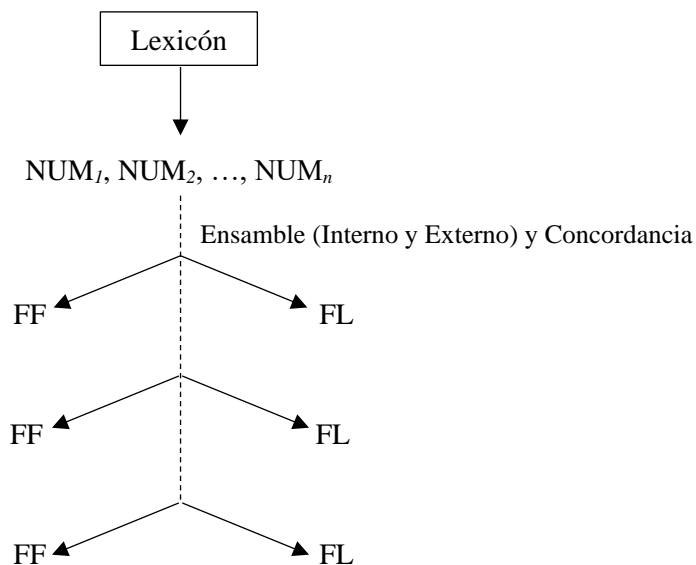 Lexicón
NUM1, NUM2, …, NUMn
Ensamble (Interno y Externo) y Concordancia
FF FL
FF FL
FF FL